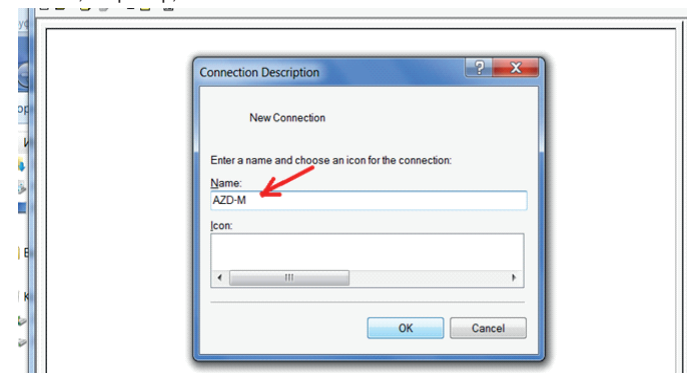 Connection Description
New Connection
Enter a name and choose an icon for the connection:
Name:
AZD-M
Icon:
OK
Cancel